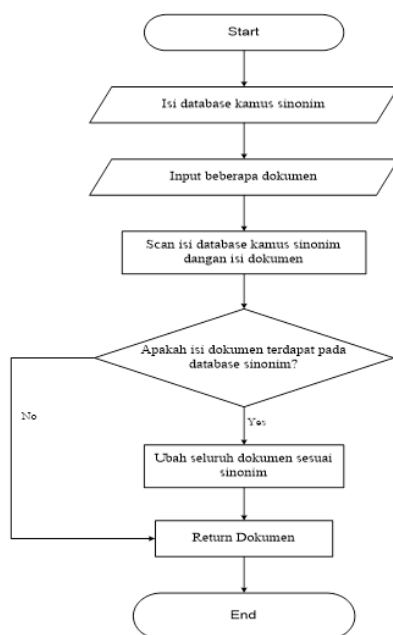 Start
Isi database kamus sinonim
Input beberapa dokumen
Scan isi database kamus sinonim
dangan isi dokumen
Apakah isi dokumen terdapat pada
database sinonim?
No
Yes
Ubah seluruh dokumen sesuai
sinonim
Return Dokumen
End